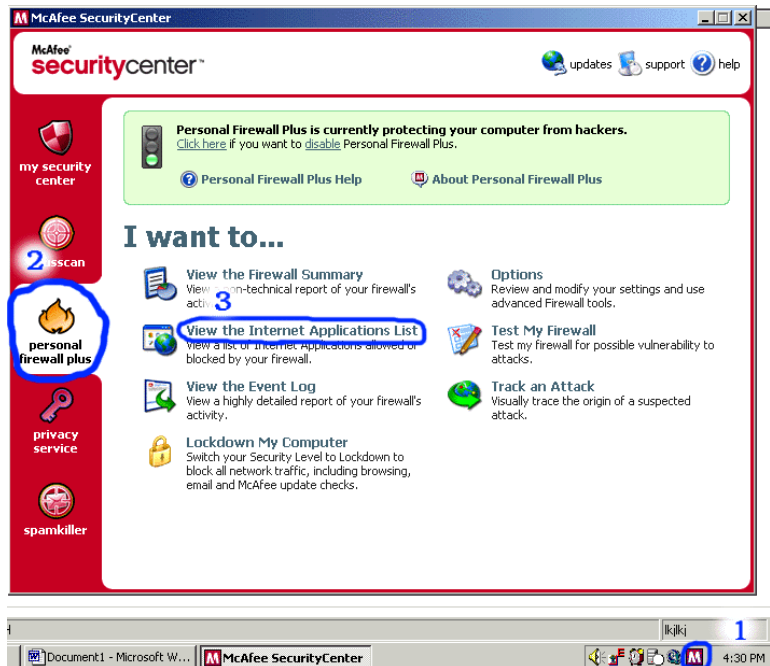 McAfee SecurityCenter
McAfee
securitycenter™
updates support help
my security
center
2
personal
firewall plus
privacy
service
spamkiller
Personal Firewall Plus is currently protecting your computer from hackers.
Click here if you want to disable Personal Firewall Plus.
Personal Firewall Plus Help About Personal Firewall Plus
I want to...
View the Firewall Summary
View non-technical report of your firewall's
3
View the Internet Applications List
View a list of Internet Applications allowed or
blocked by your firewall.
View the Event Log
View a highly detailed report of your firewall's
activity.
Lockdown My Computer
Switch your Security Level to Lockdown to
block all network traffic, including browsing,
email and McAfee update checks.
Options
Review and modify your settings and use
advanced Firewall tools.
Test My Firewall
Test my firewall for possible vulnerability to
attacks.
Track an Attack
Visually trace the origin of a suspected
attack.
lkjlkj
1
Document1 - Microsoft W... McAfee SecurityCenter 4:30 PM